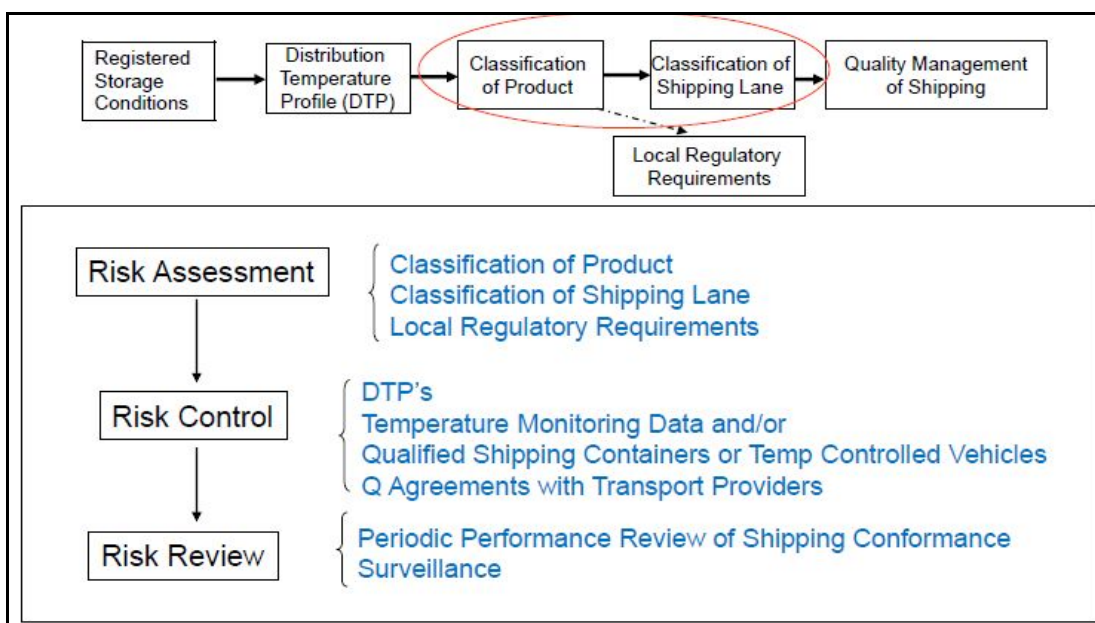 Registered
Storage
Conditions
Distribution
Temperature
Profile (DTP)
Classification
of Product
Classification of
Shipping Lane
Quality Management
of Shipping
Local Regulatory
Requirements
Risk Assessment
Classification of Product
Classification of Shipping Lane
Local Regulatory Requirements
Risk Control
DTP's
Temperature Monitoring Data and/or
Qualified Shipping Containers or Temp Controlled Vehicles
Q Agreements with Transport Providers
Risk Review
Periodic Performance Review of Shipping Conformance
Surveillance